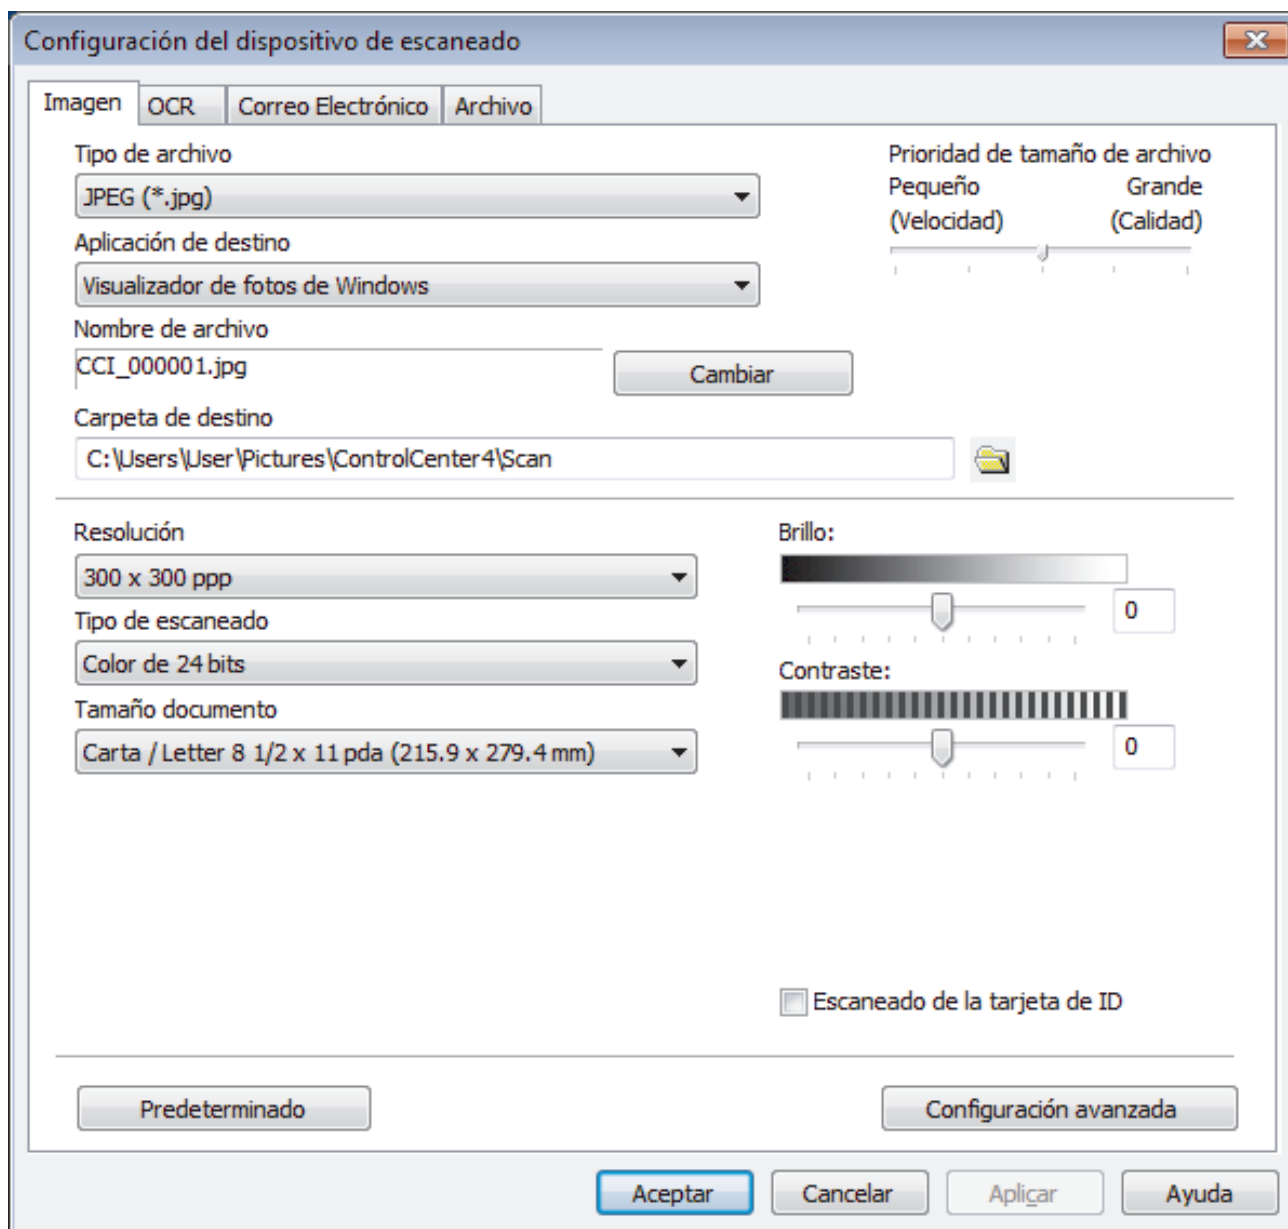 Configuración del dispositivo de escaneado
Imagen OCR Correo Electrónico Archivo
Tipo de archivo
JPEG (*.jpg)
Aplicación de destino
Visualizador de fotos de Windows
Nombre de archivo
CCI_000001.jpg
Cambiar
Carpeta de destino
C:\Users\User\Pictures\ControlCenter4\Scan
Prioridad de tamaño de archivo
Pequeño Grande
(Velocidad) (Calidad)
Resolución
300 x 300 ppp
Tipo de escaneado
Color de 24 bits
Tamaño documento
Carta / Letter 8 1/2 x 11 pda (215.9 x 279.4 mm)
Brillo:
0
Contraste:
0
Escaneado de la tarjeta de ID
Predeterminado Configuración avanzada
Aceptar Cancelar Aplicar Ayuda